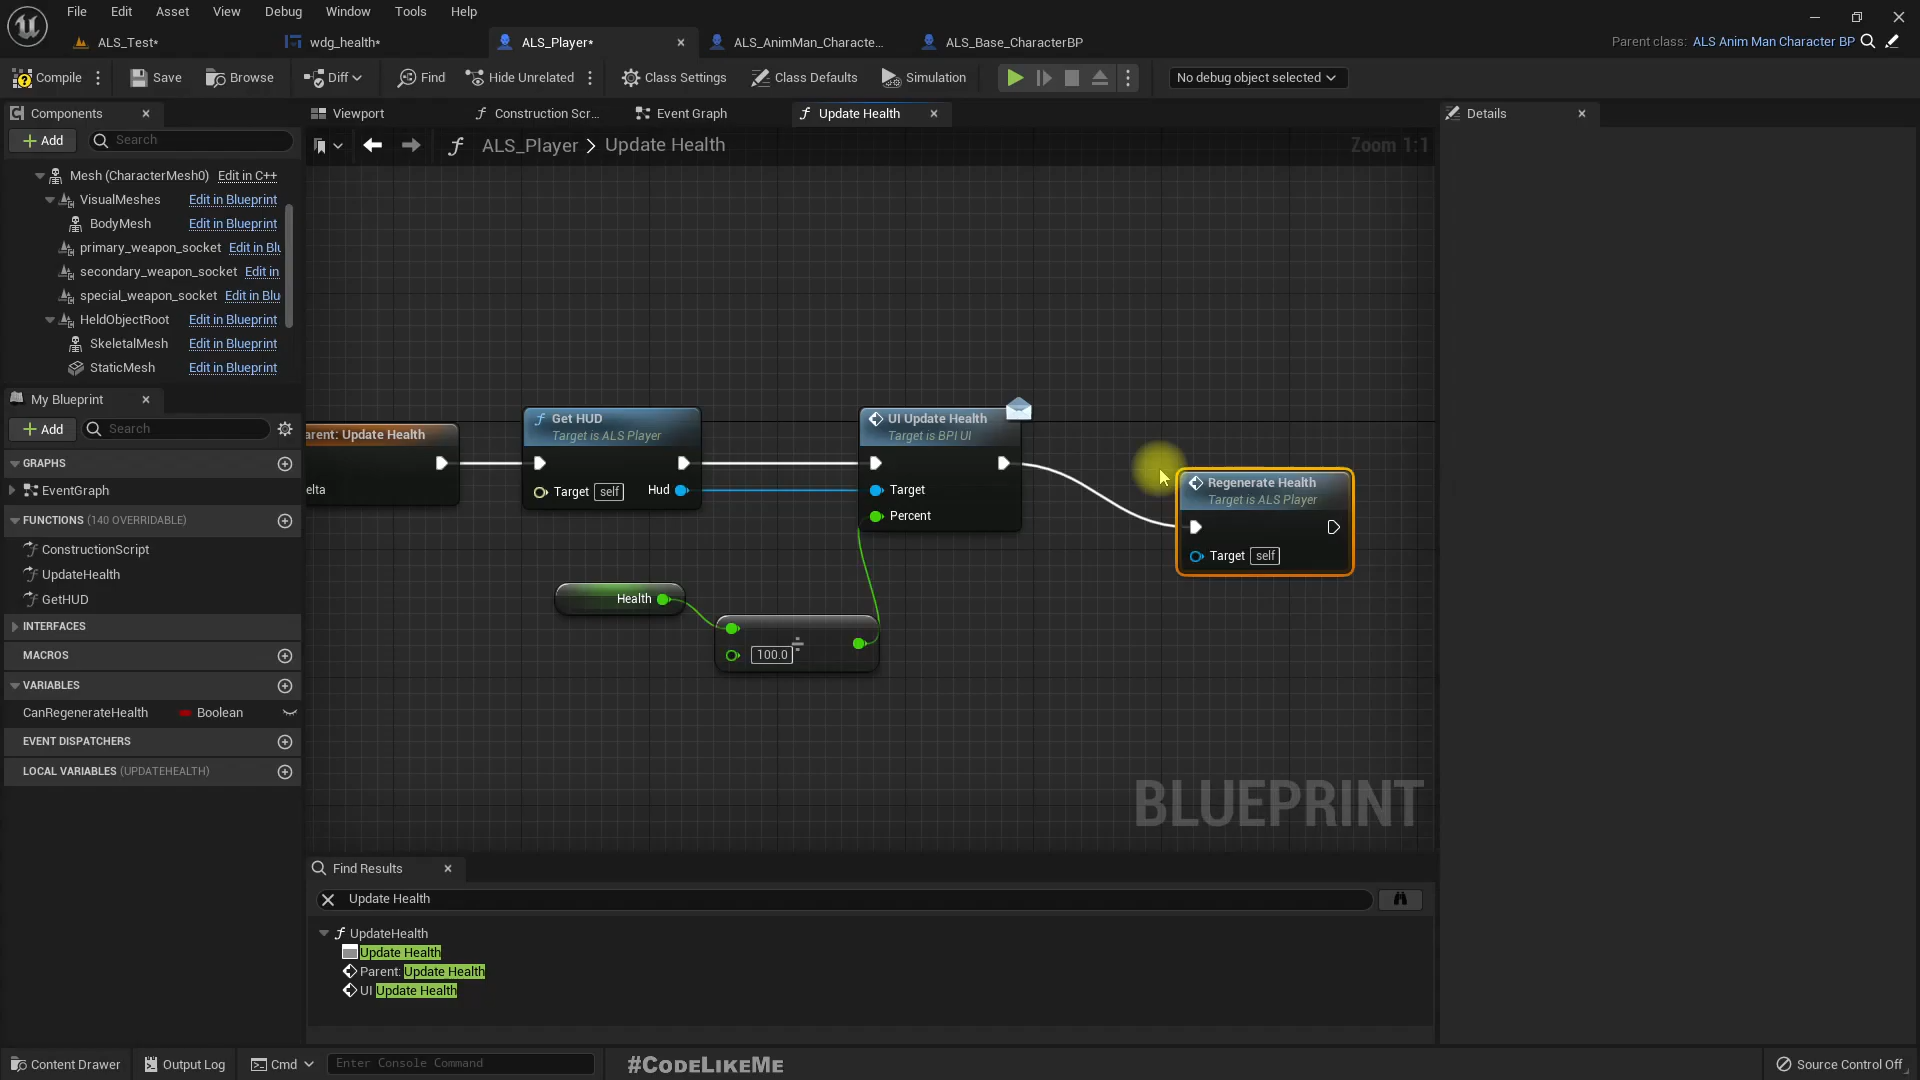 File Edit Asset View Debug Window Tools Help
ALS_Test* wdg_health* ALS_Player* ALS_AnimMan_Characte... ALS_Base_CharacterBP Parent class: ALS Anim Man Character BP
Compile Save Browse Diff Find Hide Unrelated Class Settings Class Defaults Simulation No debug object selected
Components Viewport Construction Scr... Event Graph Update Health Details
Add Search ALS_Player > Update Health Zoom 1:1
Mesh (CharacterMesh0) Edit in C++
VisualMeshes Edit in Blueprint
BodyMesh Edit in Blueprint
primary_weapon_socket Edit in Blu
secondary_weapon_socket Edit in
special_weapon_socket Edit in Blu
HeldObjectRoot Edit in Blueprint
SkeletalMesh Edit in Blueprint
StaticMesh Edit in Blueprint
My Blueprint
Add Search
GRAPHS
EventGraph
FUNCTIONS (140 OVERRIDABLE)
ConstructionScript
UpdateHealth
GetHUD
INTERFACES
MACROS
VARIABLES
CanRegenerateHealth Boolean
EVENT DISPATCHERS
LOCAL VARIABLES (UPDATEHEALTH)
arent: Update Health
elta
Get HUD
Target is ALS Player
Target self Hud
UI Update Health
Target is BPI UI
Target
Percent
Regenerate Health
Target is ALS Player
Target self
Health
100.0
BLUEPRINT
Find Results
Update Health
UpdateHealth
Update Health
Parent: Update Health
UI Update Health
Content Drawer Output Log Cmd Enter Console Command #CODELIKEME Source Control Off